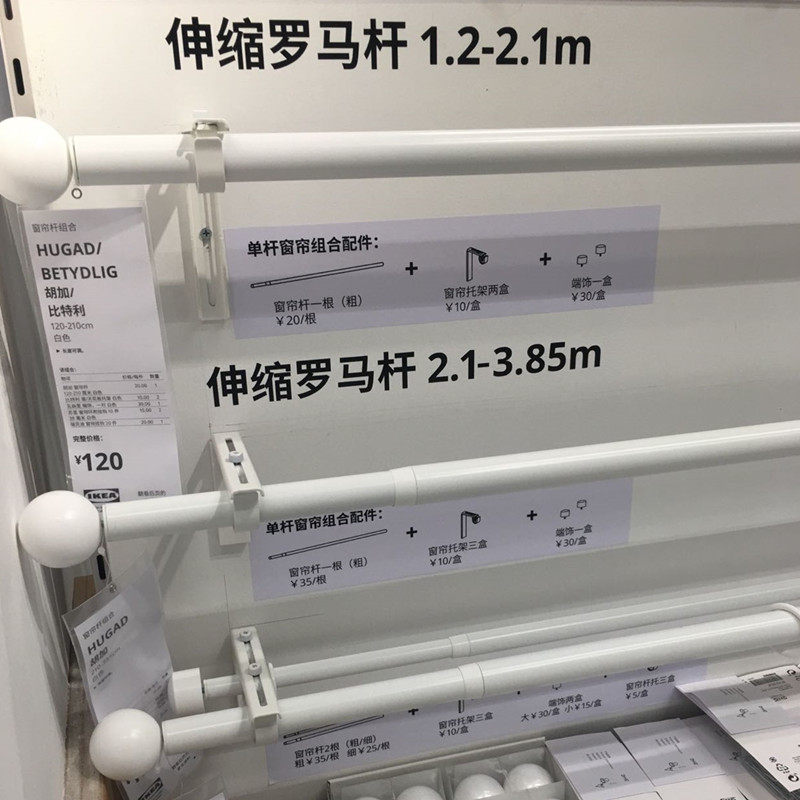 伸缩罗马杆 1.2-2.1m
窗帘杆组合
HUGAD/
BETYDLIG
胡加/
比特利
120-210cm
白色
完整价格:
¥120
IKEA
单杆窗帘组合配件：
+
+
窗帘杆一根（粗）
￥20/根
窗帘托架两盒
￥10/盒
端饰一盒
￥30/盒
伸缩罗马杆 2.1-3.85m
单杆窗帘组合配件：
+
+
窗帘杆一根（粗）
￥35/根
窗帘托架三盒
￥10/盒
端饰一盒
￥30/盒
窗帘杆组合
HUGAD
胡加
白色
+
窗帘杆2根（粗/细）
粗￥35/根 细￥25/根
窗帘托架三盒
￥10/盒
端饰两盒
大￥30/盒 小￥15/盒
窗帘杆托三盒
￥5/盒